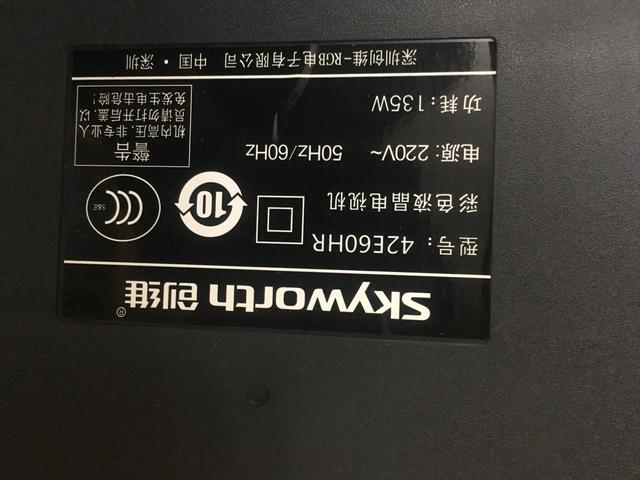 Skyworth 创维®
型号: 42E60HR
彩色液晶电视机
电源: 220V~ 50Hz/60Hz
功耗: 135W
10
CCC
S&E
警告
机内高压, 非专业人
员请勿打开后盖, 以
免发生电击危险!
深圳创维-RGB电子有限公司 中国 • 深圳